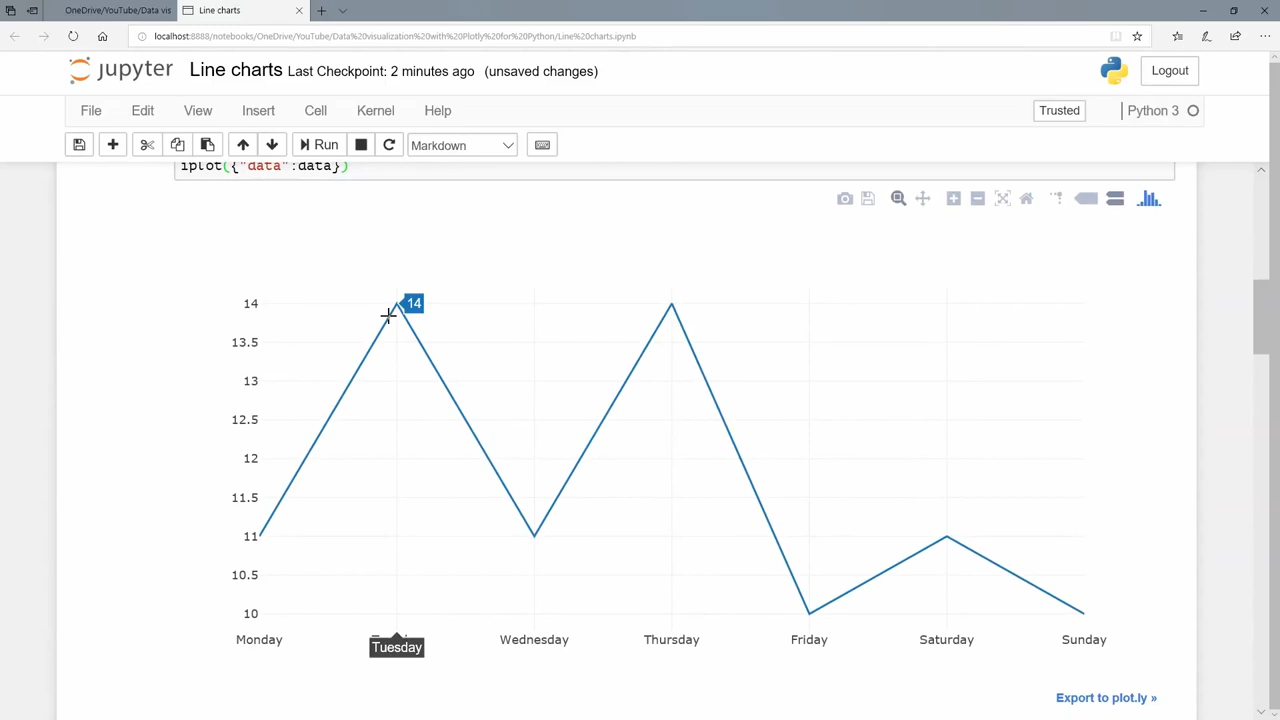 OneDrive/YouTube/Data vis
Line charts
localhost:8888/notebooks/OneDrive/YouTube/Data%20visualization%20with%20Plotly%20for%20Python/Line%20charts.ipynb
jupyter Line charts Last Checkpoint: 2 minutes ago (unsaved changes)
Logout
File Edit View Insert Cell Kernel Help
Trusted
Python 3
Run
Markdown
iplot({"data":data})
14
14
13.5
13
12.5
12
11.5
11
10.5
10
Monday Wednesday Thursday Friday Saturday Sunday
Tuesday
Export to plot.ly »